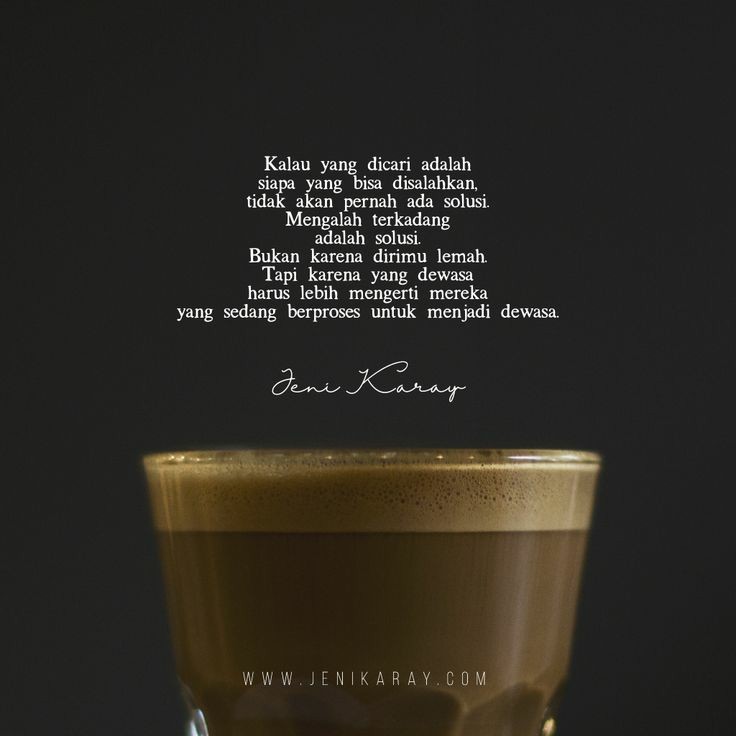 Kalau yang dicari adalah
siapa yang bisa disalahkan,
tidak akan pernah ada solusi.
Mengalah terkadang
adalah solusi.
Bukan karena dirimu lemah.
Tapi karena yang dewasa
harus lebih mengerti mereka
yang sedang berproses untuk menjadi dewasa.
Jeni Karay
WWW.JENIKARAY.COM